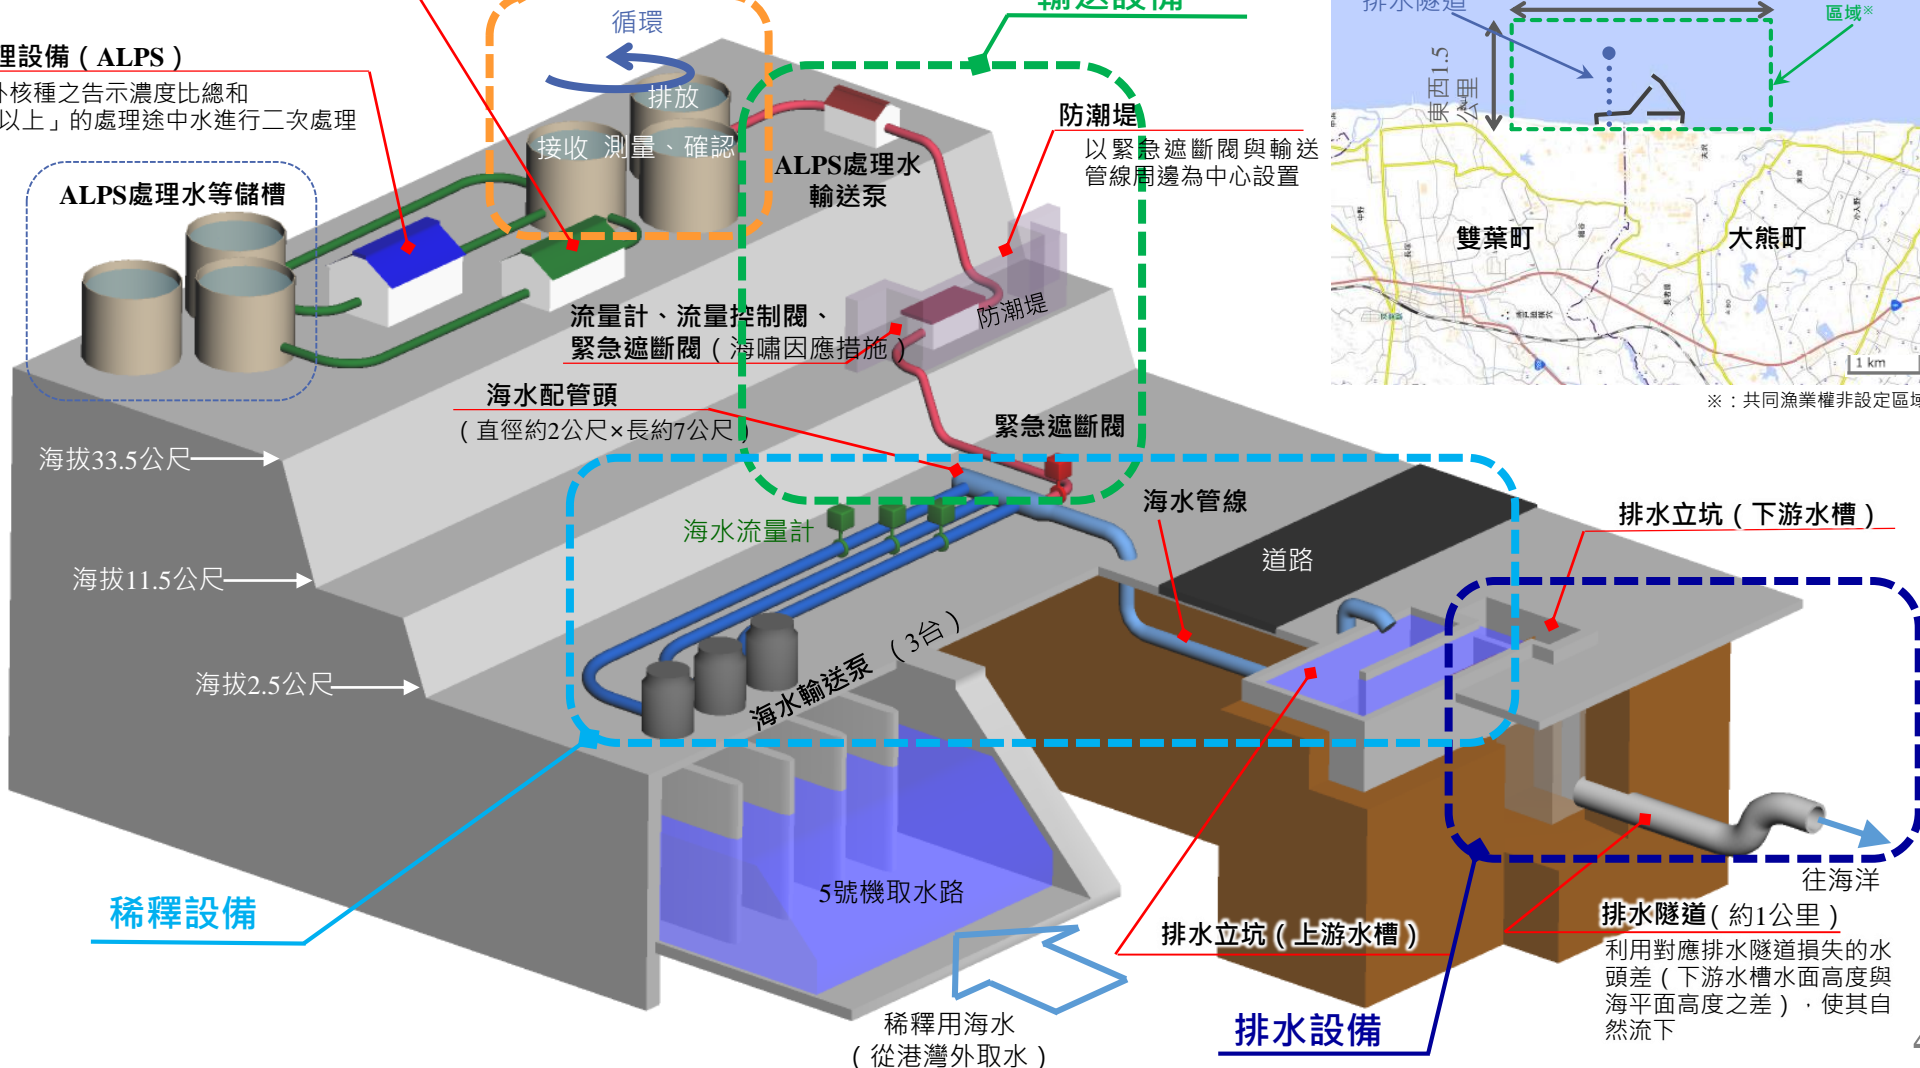 輸送設備
循環
理設備（ALPS）
外核種之告示濃度比總和
以上」的處理途中水進行二次處理
排放
接收 測量、確認
ALPS處理水等儲槽
ALPS處理水
輸送泵
防潮堤
以緊急遮斷閥與輸送
管線周邊為中心設置
防潮堤
流量計、流量控制閥、
緊急遮斷閥（海嘯因應措施）
海水配管頭
（直徑約2公尺×長約7公尺）
緊急遮斷閥
海拔33.5公尺
海拔11.5公尺
海拔2.5公尺
海水流量計
海水管線
道路
排水立坑（下游水槽）
海水輸送泵（3台）
5號機取水路
稀釋設備
稀釋用海水
（從港灣外取水）
排水立坑（上游水槽）
排水設備
往海洋
排水隧道（約1公里）
利用對應排水隧道損失的水
頭差（下游水槽水面高度與
海平面高度之差），使其自
然流下
排水隧道
區域※
東西1.5
公里
雙葉町
大熊町
1 km
※：共同漁業權非設定區域